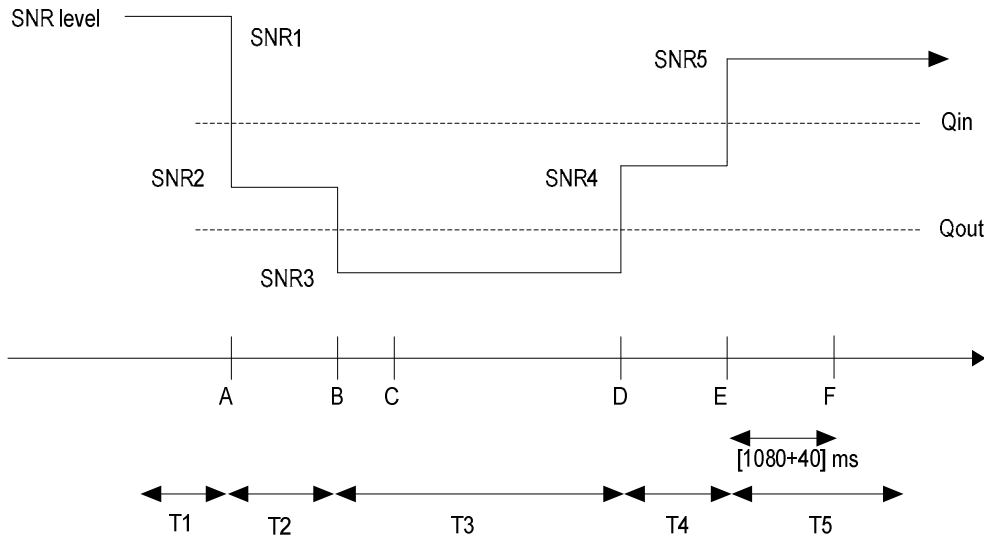 SNR level
SNR1
SNR5
Qin
SNR2
SNR4
Qout
SNR3
A
B
C
D
E
F
[1080+40] ms
T1
T2
T3
T4
T5